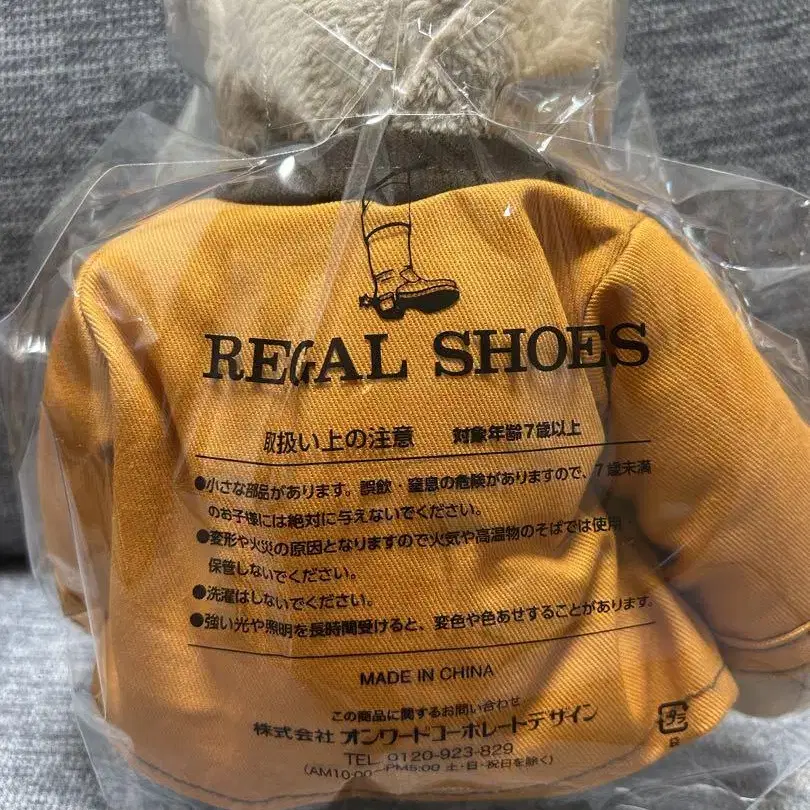 REGAL SHOES
取扱い上の注意 対象年齢7歳以上
●小さな部品があります。誤飲・窒息の危険がありますので、7歳未満
のお子様には絶対に与えないでください。
●変形や火災の原因となりますので火気や高温物のそばでは使用・
保管しないでください。
●洗濯はしないでください。
●強い光や照明を長時間受けると、変色や色あせすることがあります。
MADE IN CHINA
この商品に関するお問い合わせ
株式会社 オンワードコーポレートデザイン
TEL 0120-923-829
(AM10:00~PM5:00 土・日・祝日を除く)
プラ
袋